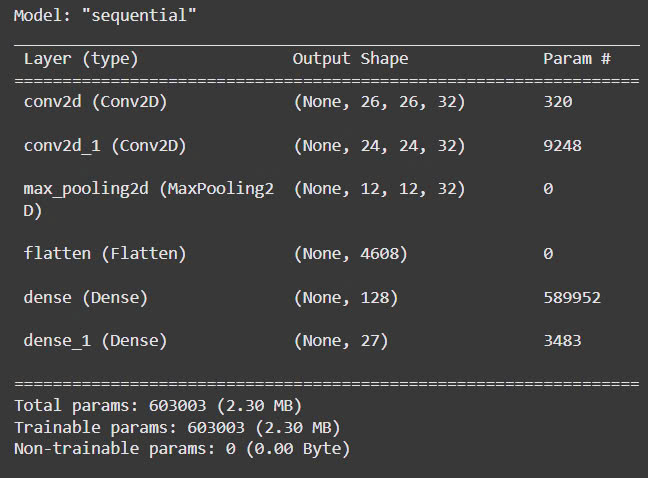 Model: "sequential"
Layer (type) Output Shape Param #
conv2d (Conv2D) (None, 26, 26, 32) 320
conv2d_1 (Conv2D) (None, 24, 24, 32) 9248
max_pooling2d (MaxPooling2 (None, 12, 12, 32) 0
D)
flatten (Flatten) (None, 4608) 0
dense (Dense) (None, 128) 589952
dense_1 (Dense) (None, 27) 3483
Total params: 603003 (2.30 MB)
Trainable params: 603003 (2.30 MB)
Non-trainable params: 0 (0.00 Byte)